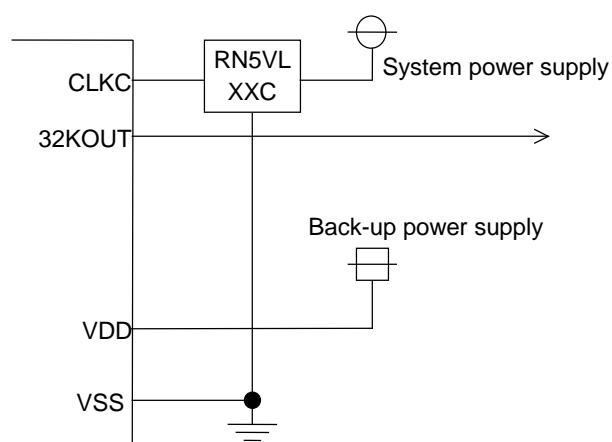 RN5VL
XXC
System power supply
CLKC
32KOUT
Back-up power supply
VDD
VSS